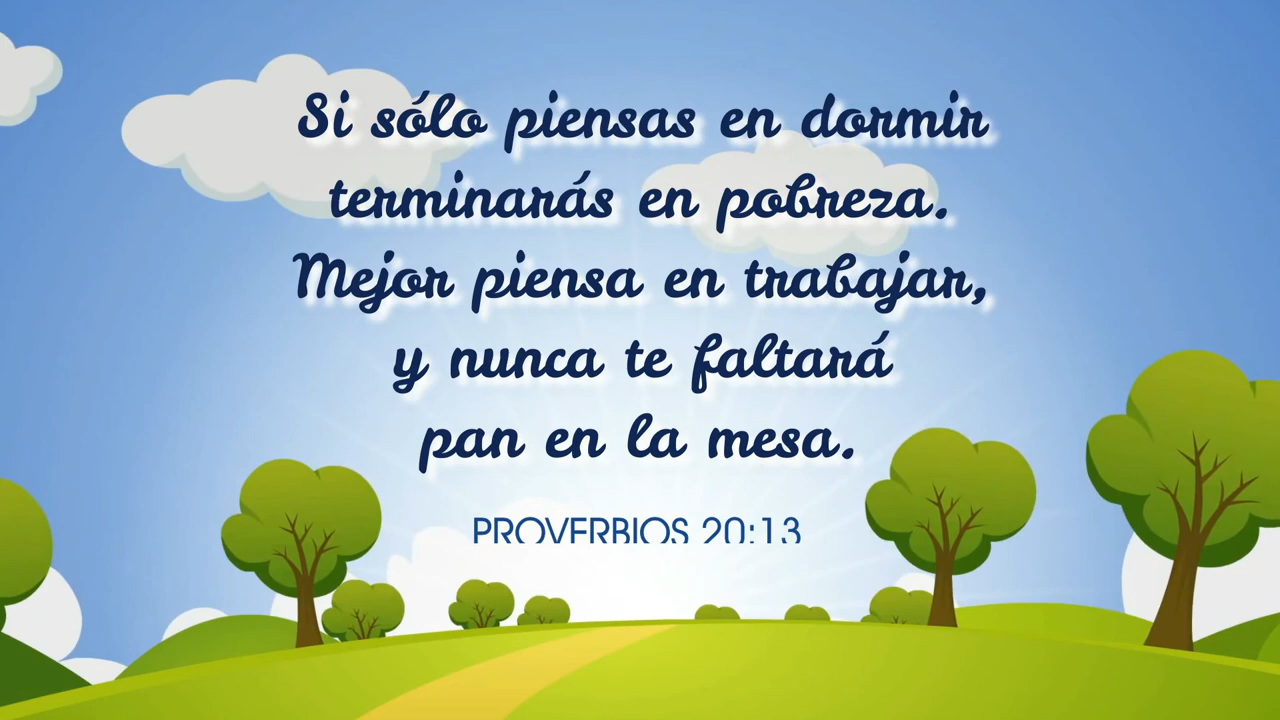 Si sólo piensas en dormir
terminarás en pobreza.
Mejor piensa en trabajar,
y nunca te faltará
pan en la mesa.
PROVERBIOS 20:13